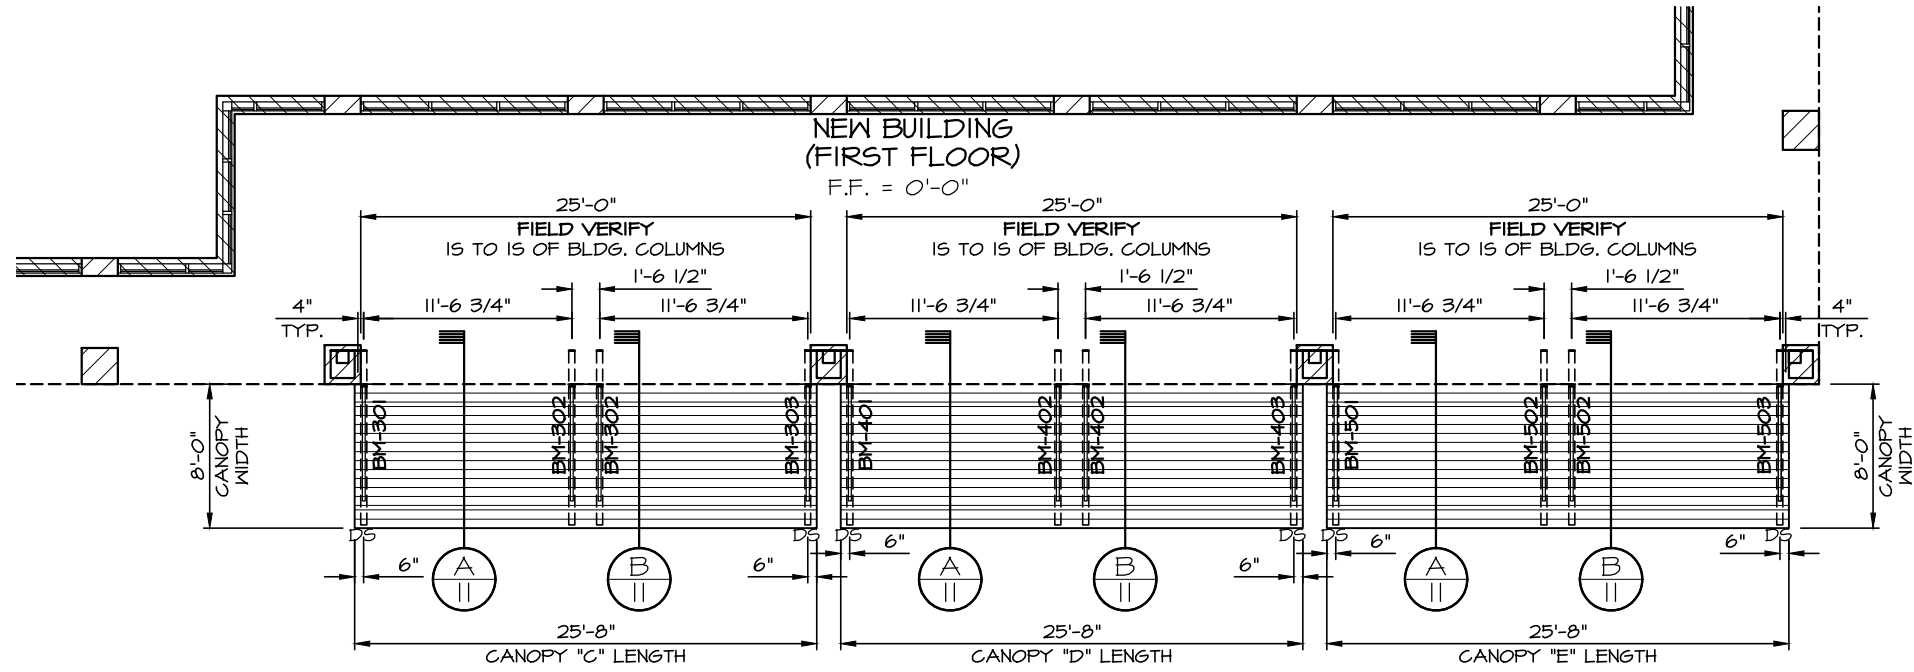 NEW BUILDING
(FIRST FLOOR)
F.F. = 0'-0"
25'-0"
FIELD VERIFY
IS TO IS OF BLDG. COLUMNS
25'-0"
FIELD VERIFY
IS TO IS OF BLDG. COLUMNS
25'-0"
FIELD VERIFY
IS TO IS OF BLDG. COLUMNS
1'-6 1/2"
1'-6 1/2"
1'-6 1/2"
4"
TYP.
11'-6 3/4"
11'-6 3/4"
11'-6 3/4"
11'-6 3/4"
11'-6 3/4"
11'-6 3/4"
4"
TYP.
8'-0"
CANOPY
WIDTH
BM-301
BM-302
BM-302
BM-303
BM-401
BM-402
BM-402
BM-403
BM-501
BM-502
BM-502
BM-503
8'-0"
CANOPY
WIDTH
DS
DS
DS
DS
DS
DS
6"
A
11
B
11
6"
6"
A
11
B
11
6"
6"
A
11
B
11
6"
25'-8"
CANOPY "C" LENGTH
25'-8"
CANOPY "D" LENGTH
25'-8"
CANOPY "E" LENGTH